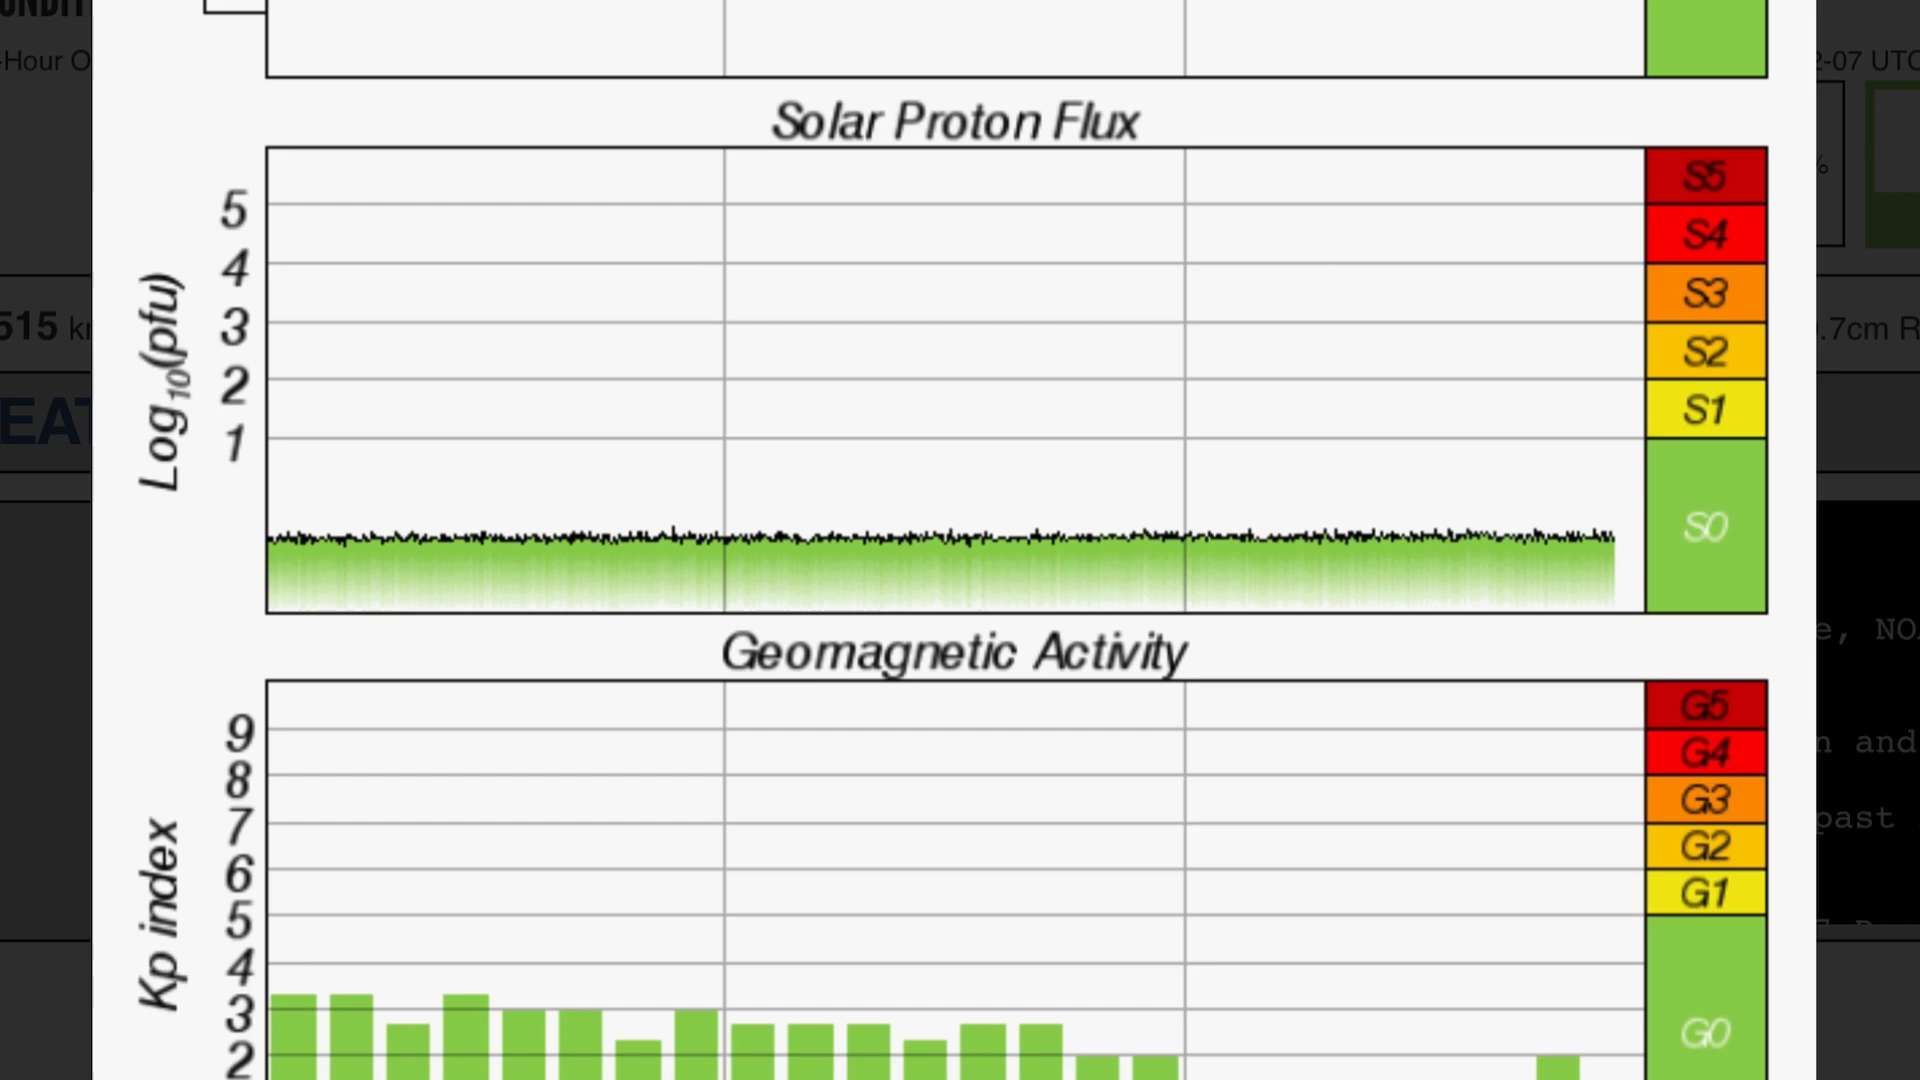 -Hour O
2-07 UTC
Solar Proton Flux
S5
5
S4
4
S3
515
3
.7cm R
S2
2
EAT
S1
1
Log10(pfu)
S0
e, NO
Geomagnetic Activity
G5
9
G4
n and
8
G3
7
past
G2
6
G1
5
4
Kp index
3
G0
2